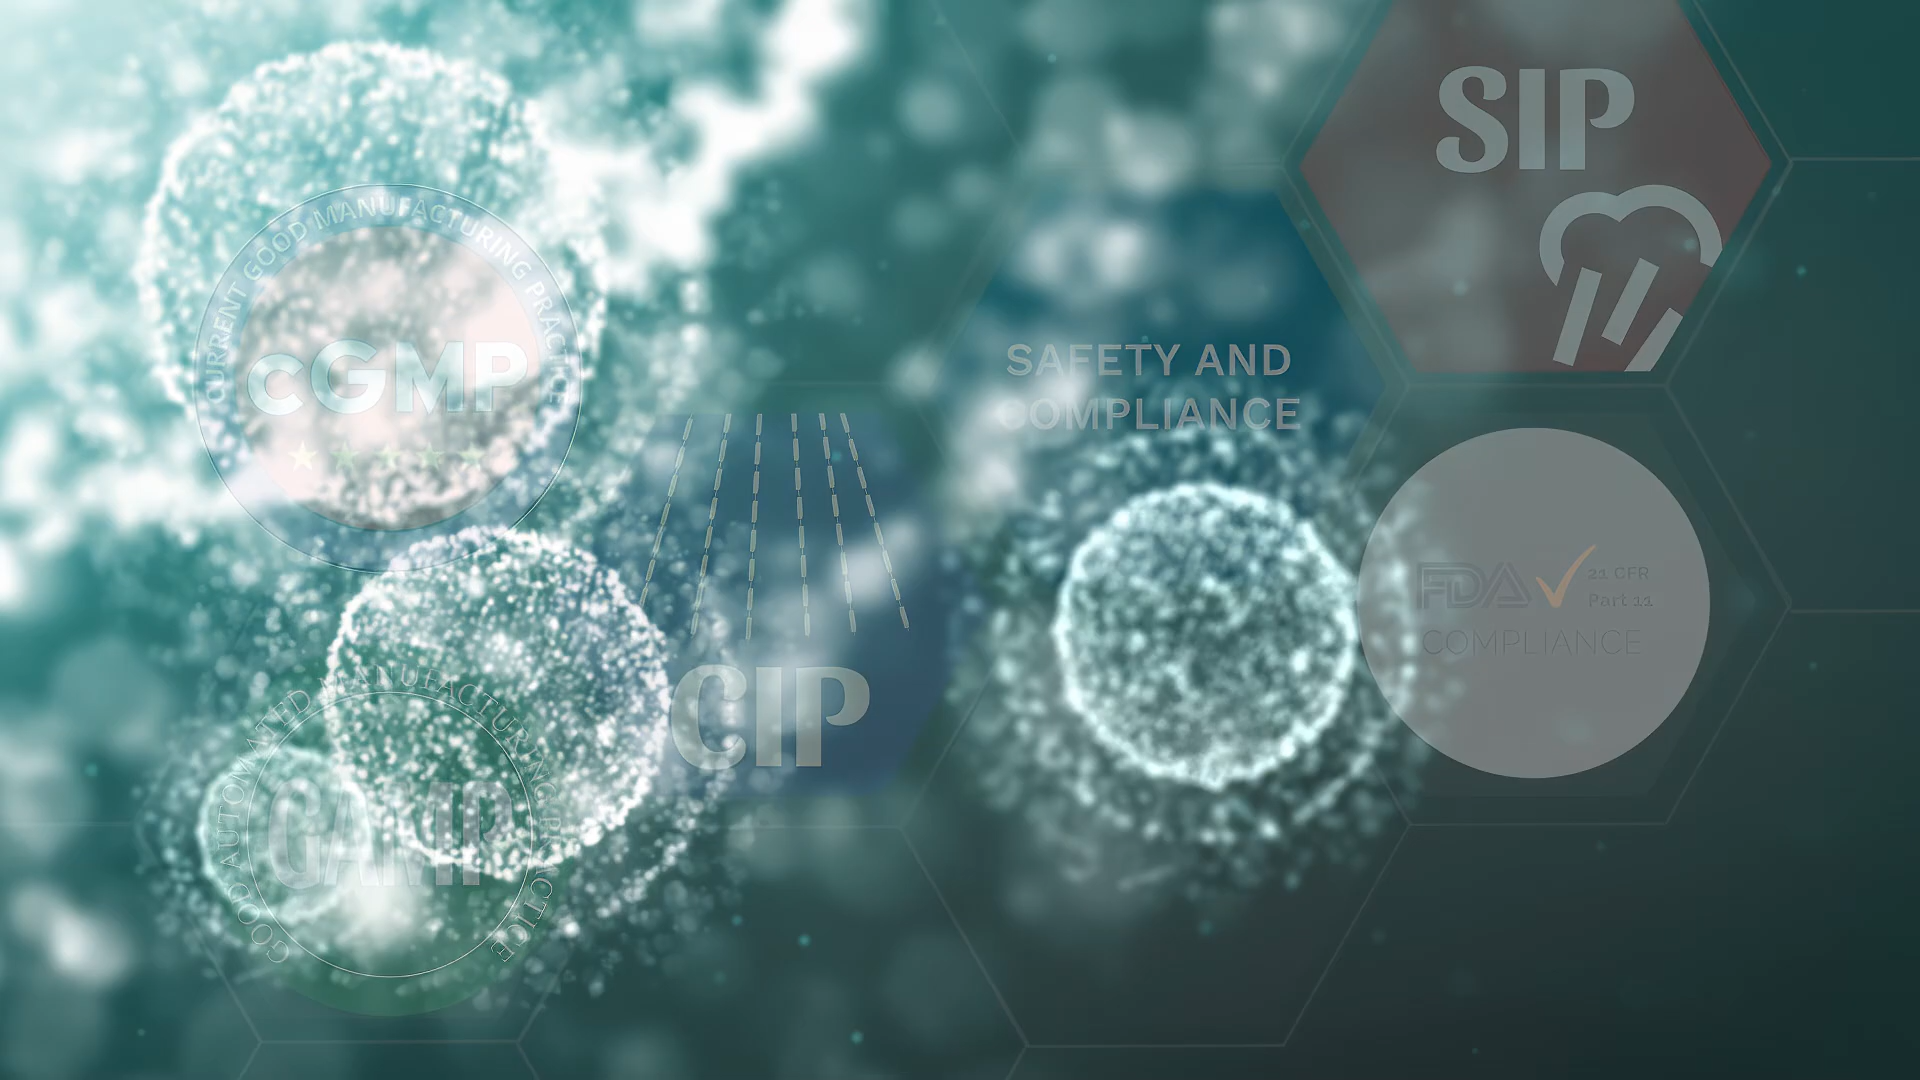 CURRENT GOOD MANUFACTURING PRACTICE
cGMP
SIP
SAFETY AND
COMPLIANCE
FDA
21 CFR
Part 11
COMPLIANCE
CIP
GOOD AUTOMATED MANUFACTURING PRACTICE
GAMP